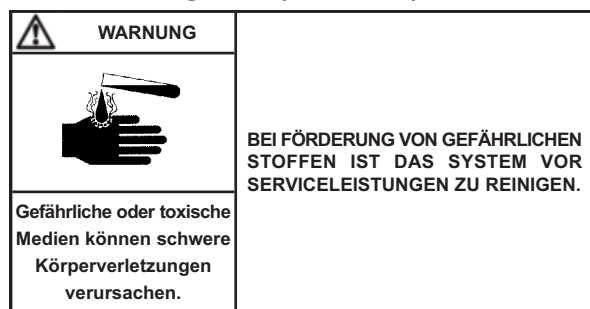 WARNUNG
Gefährliche oder toxische
Medien können schwere
Körperverletzungen
verursachen.
BEI FÖRDERUNG VON GEFÄHRLICHEN
STOFFEN IST DAS SYSTEM VOR
SERVICELEISTUNGEN ZU REINIGEN.